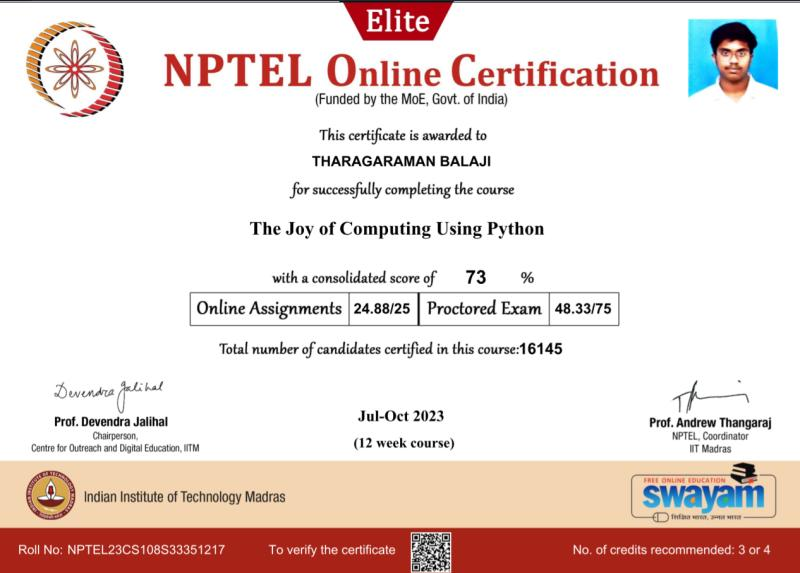 Elite
NPTEL Online Certification
(Funded by the MoE, Govt. of India)
This certificate is awarded to
THARAGARAMAN BALAJI
for successfully completing the course
The Joy of Computing Using Python
with a consolidated score of 73 %
Online Assignments 24.88/25 Proctored Exam 48.33/75
Total number of candidates certified in this course:16145
Devendra Jalihal
Prof. Devendra Jalihal
Chairperson,
Centre for Outreach and Digital Education, IITM
Jul-Oct 2023
(12 week course)
Prof. Andrew Thangaraj
NPTEL, Coordinator
IIT Madras
Indian Institute of Technology Madras
FREE ONLINE EDUCATION
swayam
शिक्षित भारत, उन्नत भारत
Roll No: NPTEL23CS108S33351217
To verify the certificate
No. of credits recommended: 3 or 4